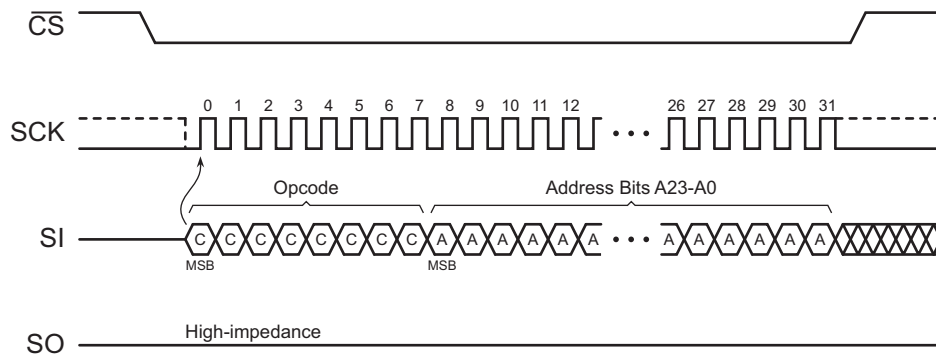 CS
0 1 2 3 4 5 6 7 8 9 10 11 12 26 27 28 29 30 31
SCK
Opcode Address Bits A23-A0
SI C C C C C C C C A A A A A A A A A A A A
MSB MSB
High-impedance
SO